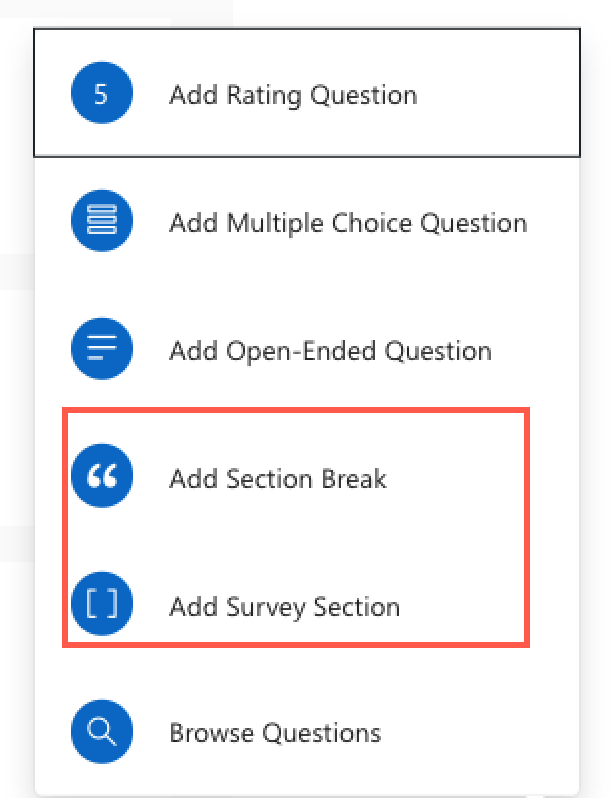 5
Add Rating Question
Add Multiple Choice Question
Add Open-Ended Question
Add Section Break
Add Survey Section
Browse Questions